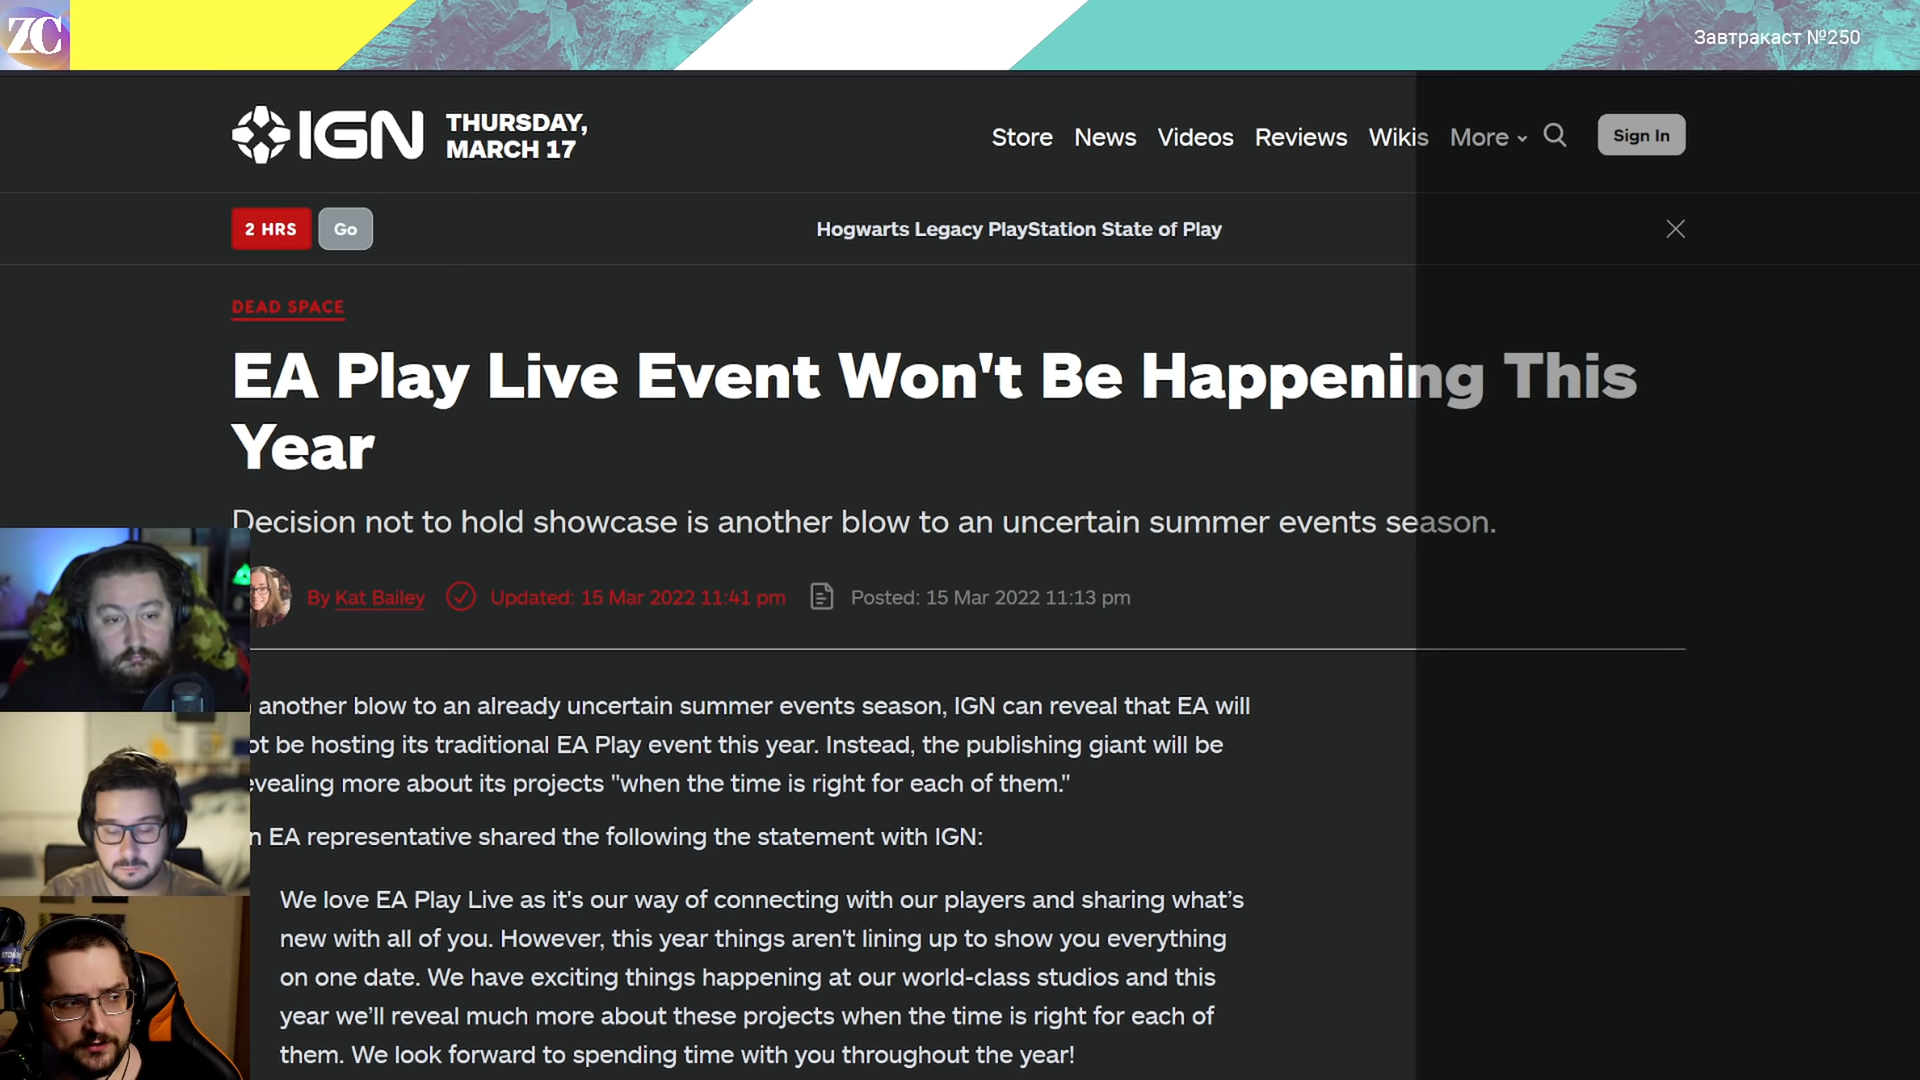 ZC
Завтракаст №250
IGN
THURSDAY,
MARCH 17
Store News Videos Reviews Wikis More Sign In
2 HRS Go Hogwarts Legacy PlayStation State of Play
DEAD SPACE
EA Play Live Event Won't Be Happening This
Year
Decision not to hold showcase is another blow to an uncertain summer events season.
By Kat Bailey Updated: 15 Mar 2022 11:41 pm Posted: 15 Mar 2022 11:13 pm
another blow to an already uncertain summer events season, IGN can reveal that EA will
be hosting its traditional EA Play event this year. Instead, the publishing giant will be
more about its projects "when the time is right for each of them."
EA representative shared the following the statement with IGN:
We love EA Play Live as it's our way of connecting with our players and sharing what’s
new with all of you. However, this year things aren't lining up to show you everything
on one date. We have exciting things happening at our world-class studios and this
year we’ll reveal much more about these projects when the time is right for each of
them. We look forward to spending time with you throughout the year!